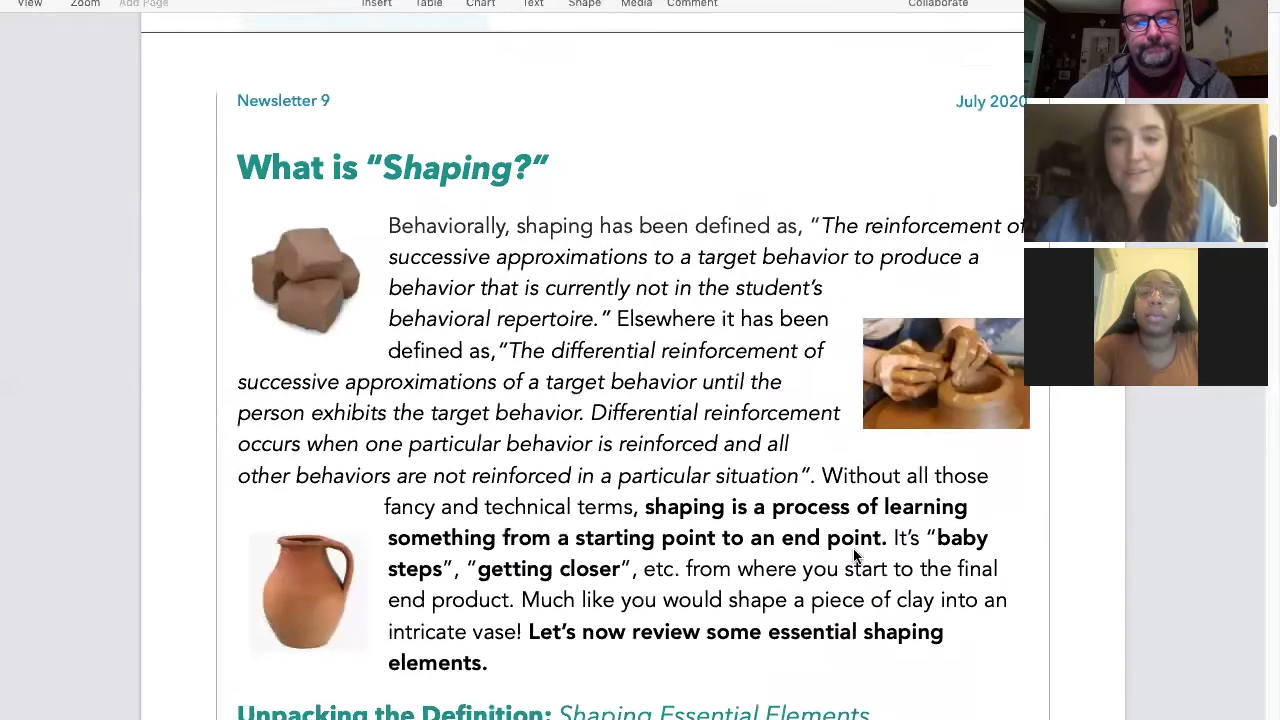 View Zoom Add Page Insert Table Chart Text Shape Media Comment Collaborate
Newsletter 9 July 2020
What is “Shaping?”
Behaviorally, shaping has been defined as, “The reinforcement of
successive approximations to a target behavior to produce a
behavior that is currently not in the student’s
behavioral repertoire.” Elsewhere it has been
defined as,“The differential reinforcement of
successive approximations of a target behavior until the
person exhibits the target behavior. Differential reinforcement
occurs when one particular behavior is reinforced and all
other behaviors are not reinforced in a particular situation”. Without all those
fancy and technical terms, shaping is a process of learning
something from a starting point to an end point. It’s “baby
steps”, “getting closer”, etc. from where you start to the final
end product. Much like you would shape a piece of clay into an
intricate vase! Let’s now review some essential shaping
elements.
Unpacking the Definition: Shaping Essential Elements